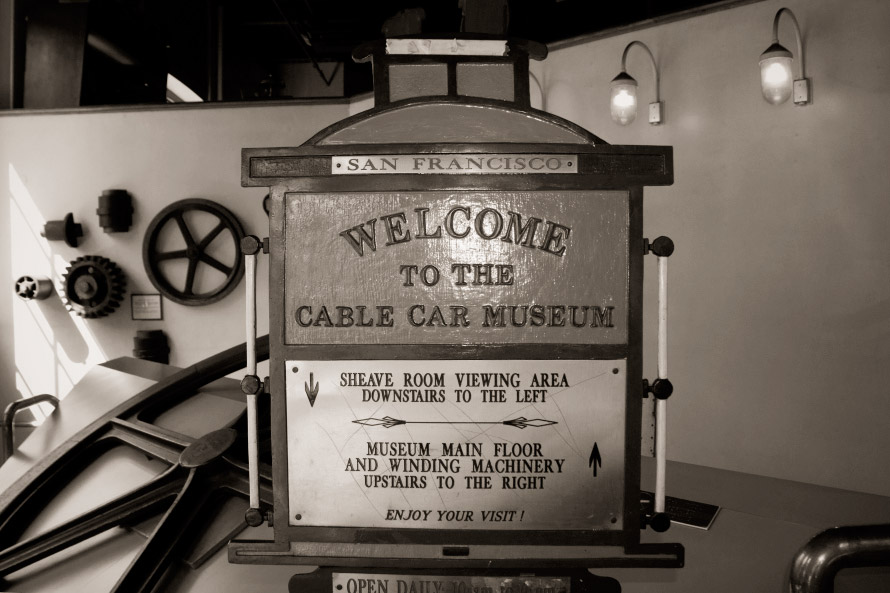 SAN FRANCISCO
WELCOME
TO THE
CABLE CAR MUSEUM
SHEAVE ROOM VIEWING AREA
DOWNSTAIRS TO THE LEFT
MUSEUM MAIN FLOOR
AND WINDING MACHINERY
UPSTAIRS TO THE RIGHT
ENJOY YOUR VISIT!
OPEN DAILY